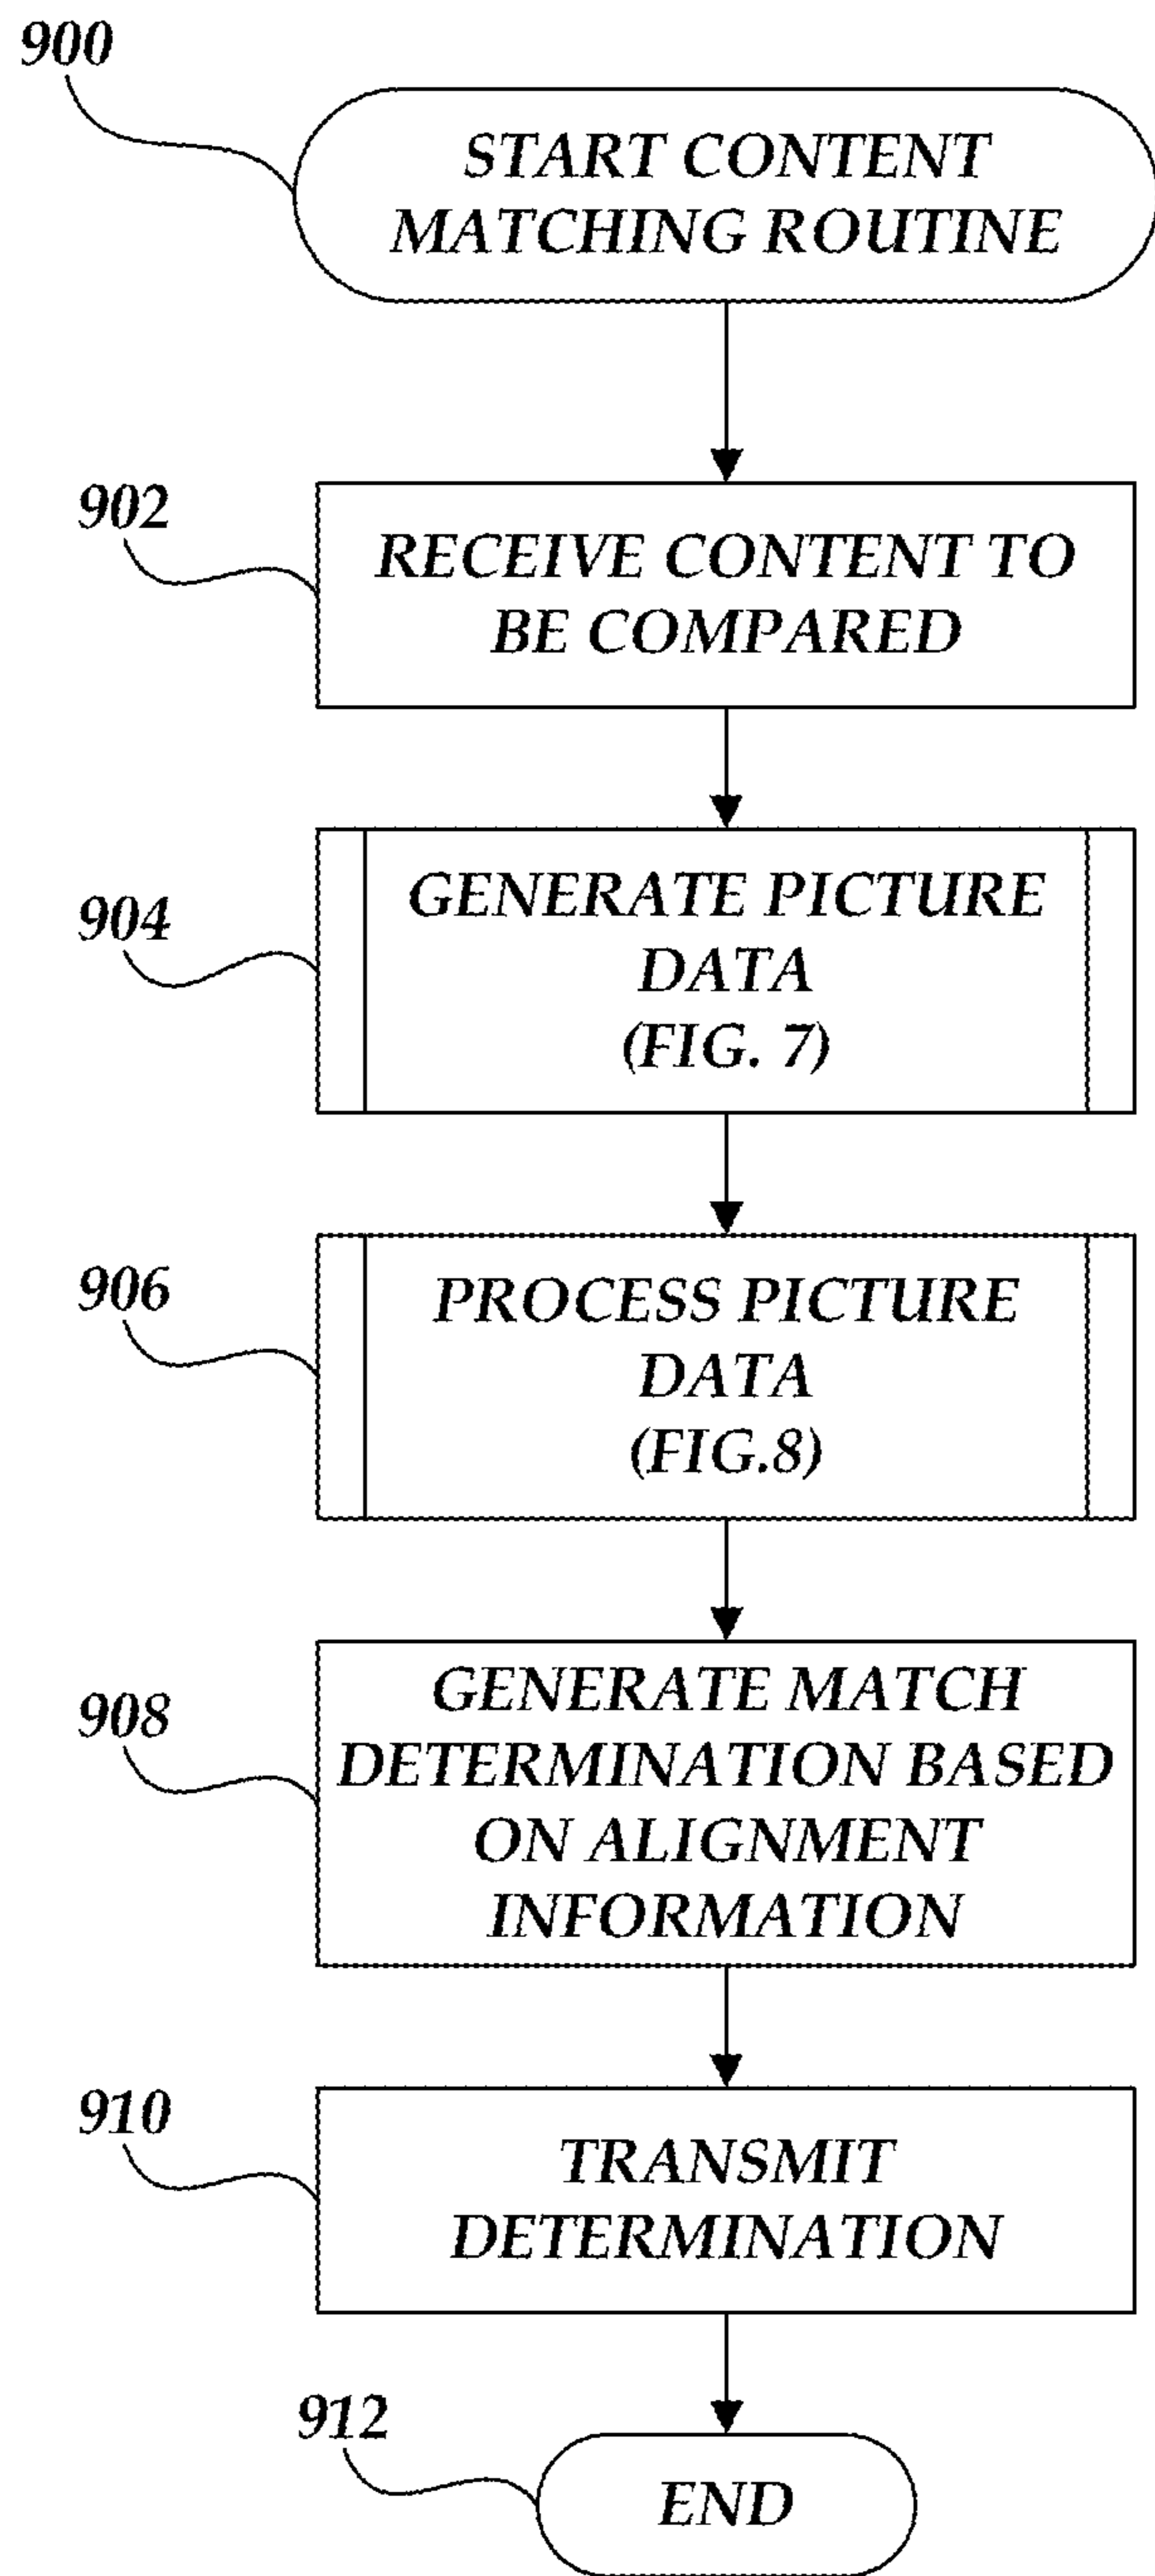 900
START CONTENT
MATCHING ROUTINE
902
RECEIVE CONTENT TO
BE COMPARED
904
GENERATE PICTURE
DATA
(FIG. 7)
906
PROCESS PICTURE
DATA
(FIG.8)
908
GENERATE MATCH
DETERMINATION BASED
ON ALIGNMENT
INFORMATION
910
TRANSMIT
DETERMINATION
912
END